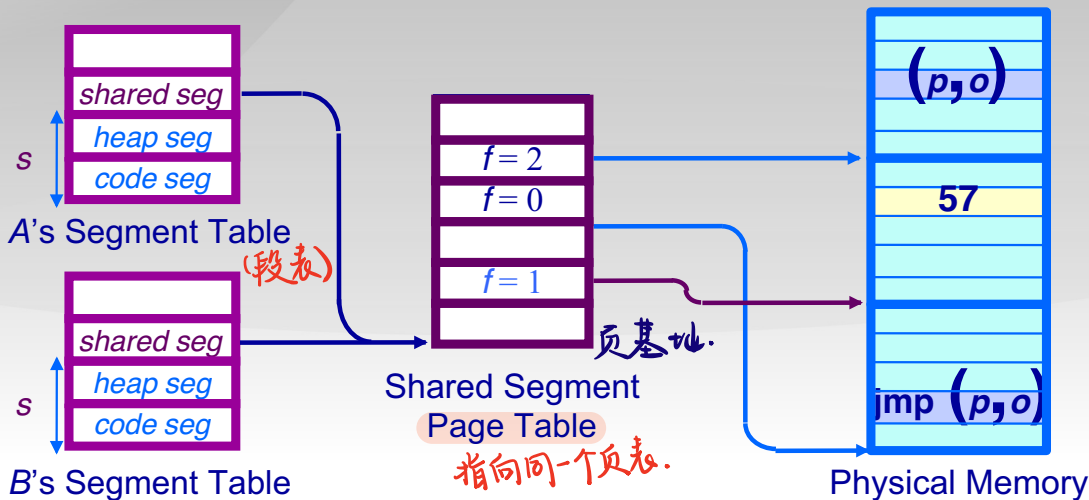 shared seg
heap seg
code seg
s
A's Segment Table
(段表)
shared seg
heap seg
code seg
s
B's Segment Table
f = 2
f = 0
f = 1
页基址.
Shared Segment
Page Table
指向同一个页表.
(p,o)
57
jmp (p,o)
Physical Memory